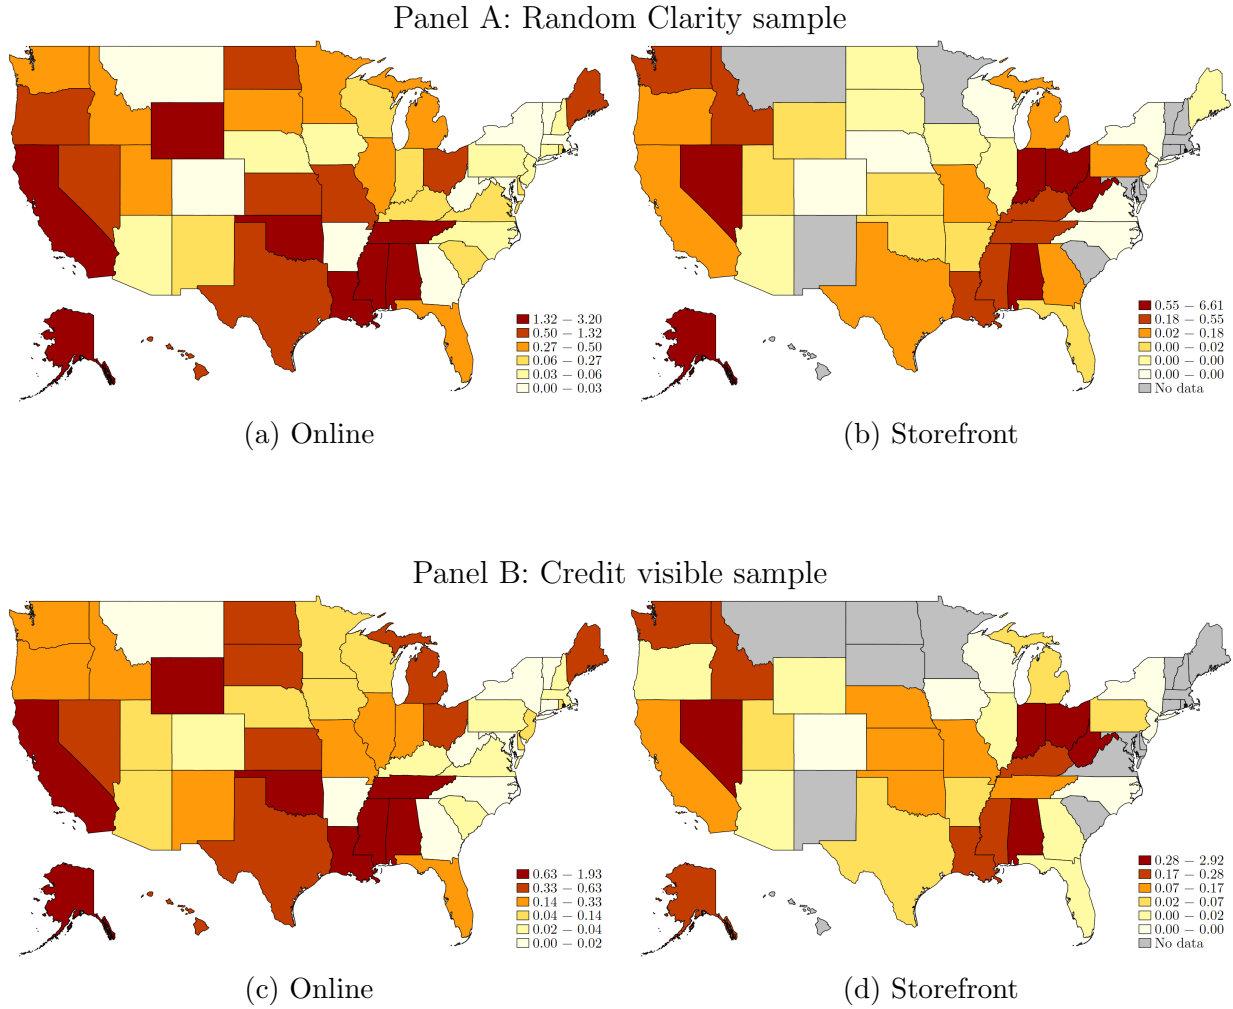 Panel A: Random Clarity sample
1.32 − 3.20
0.50 − 1.32
0.27 − 0.50
0.06 − 0.27
0.03 − 0.06
0.00 − 0.03
(a) Online
0.55 − 6.61
0.18 − 0.55
0.02 − 0.18
0.00 − 0.02
0.00 − 0.00
0.00 − 0.00
No data
(b) Storefront
Panel B: Credit visible sample
0.63 − 1.93
0.33 − 0.63
0.14 − 0.33
0.04 − 0.14
0.02 − 0.04
0.00 − 0.02
(c) Online
0.28 − 2.92
0.17 − 0.28
0.07 − 0.17
0.02 − 0.07
0.00 − 0.02
0.00 − 0.00
No data
(d) Storefront